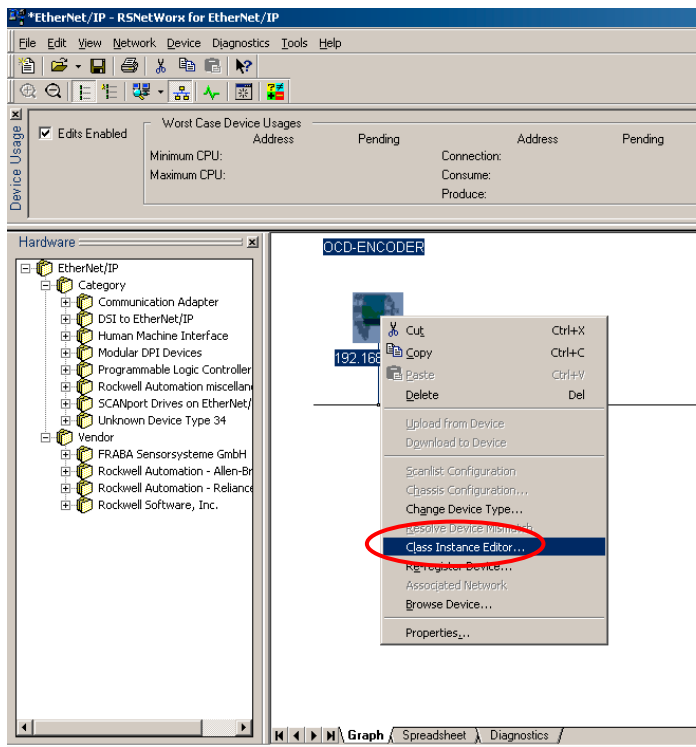 *EtherNet/IP - RSNetWorx for EtherNet/IP
File Edit View Network Device Diagnostics Tools Help
Device Usage
Edits Enabled
Worst Case Device Usages
Address Pending Address Pending
Minimum CPU: Connection:
Maximum CPU: Consume:
Produce:
Hardware
EtherNet/IP
Category
Communication Adapter
DSI to EtherNet/IP
Human Machine Interface
Modular DPI Devices
Programmable Logic Controller
Rockwell Automation miscellan
SCANport Drives on EtherNet/
Unknown Device Type 34
Vendor
FRABA Sensorsysteme GmbH
Rockwell Automation - Allen-Br
Rockwell Automation - Reliance
Rockwell Software, Inc.
OCD-ENCODER
192.168
Cut Ctrl+X
Copy Ctrl+C
Paste Ctrl+V
Delete Del
Upload from Device
Download to Device
Scanlist Configuration
Chassis Configuration...
Change Device Type...
Resolve Device Mismatch
Class Instance Editor...
Re-register Device...
Associated Network
Browse Device...
Properties...
Graph Spreadsheet Diagnostics